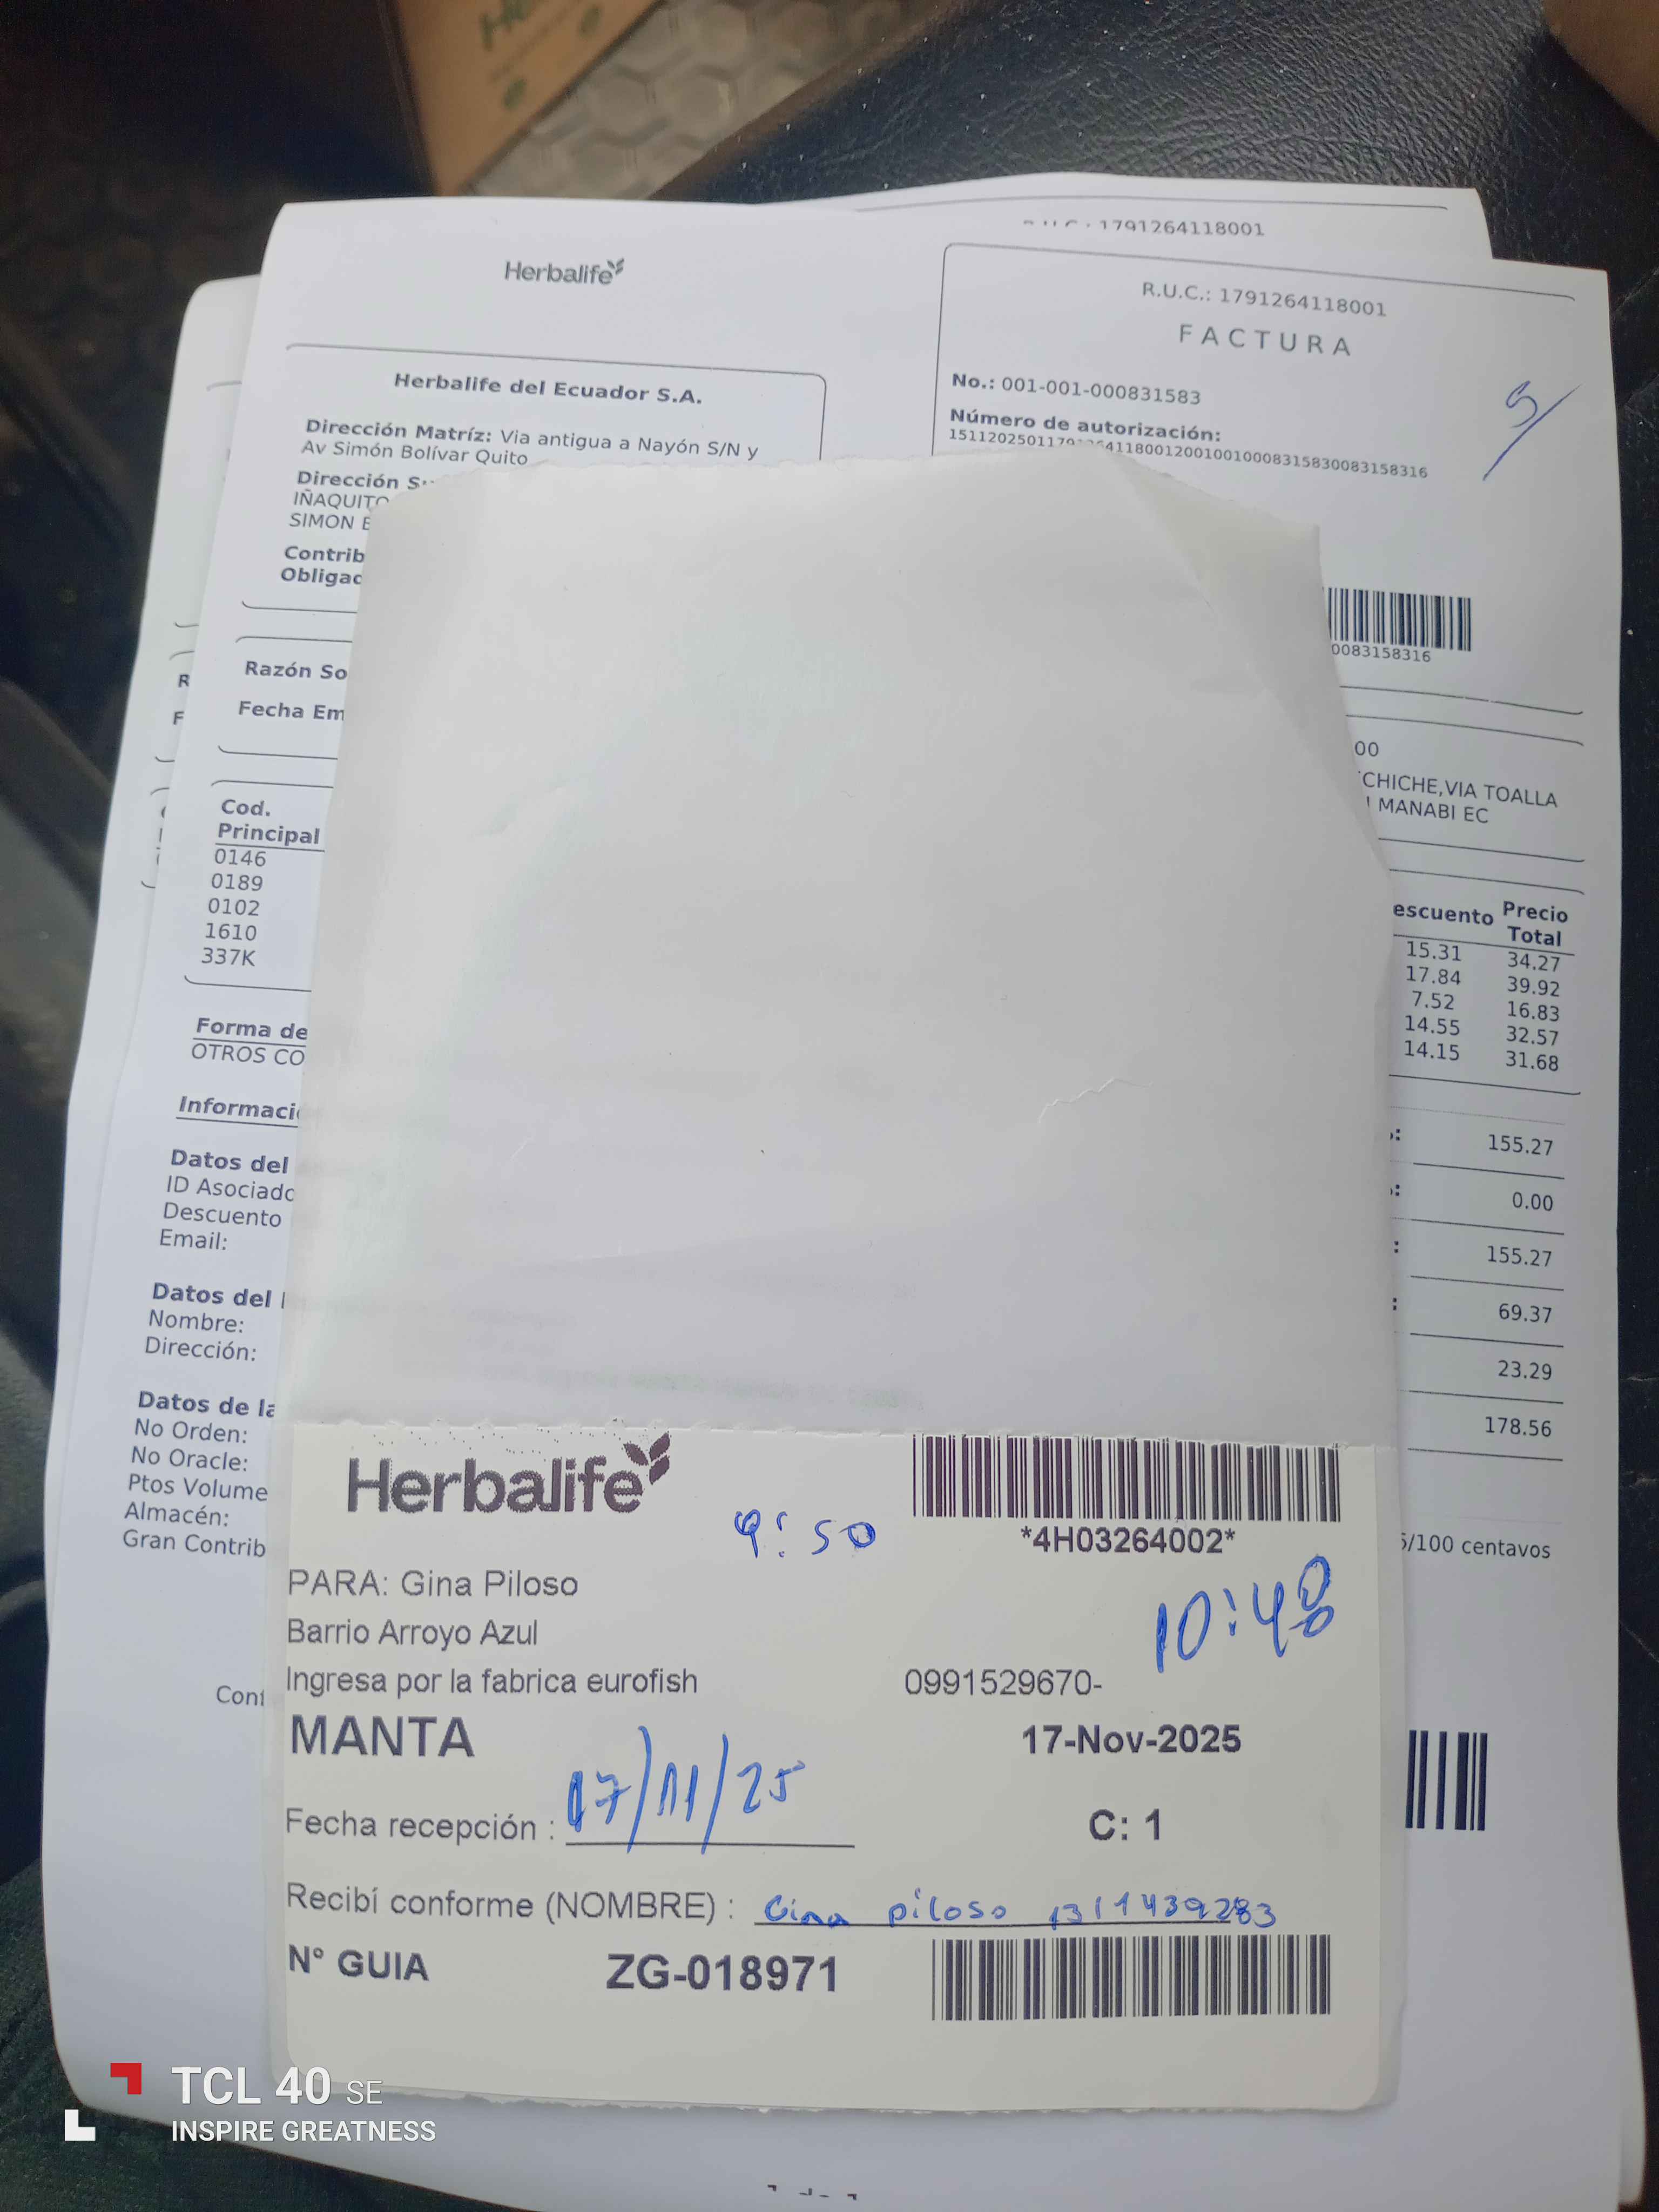 R.U.C.: 1791264118001
Herbalife
R.U.C.: 1791264118001
FACTURA
Herbalife del Ecuador S.A.
No.: 001-001-000831583
Dirección Matríz: Via antigua a Nayón S/N y
Av Simón Bolívar Quito
Número de autorización:
Dirección
IÑAQUITO
SIMON
Contrib
Obligad
0083158316
Razón So
Fecha Em
00
CHICHE,VIA TOALLA
MANABI EC
Cod.
Principal
escuento Precio
Total
0146 15.31 34.27
0189 17.84 39.92
0102 7.52 16.83
1610 14.55 32.57
337K 14.15 31.68
Forma de
OTROS CO
155.27
Informaci
0.00
Datos del
ID Asociado
Descuento
Email:
155.27
69.37
Datos del
Nombre:
Dirección:
23.29
178.56
Datos de la
No Orden:
No Oracle:
Ptos Volume
Almacén:
Gran Contrib
5/100 centavos
Herbalife
9:50
*4H03264002*
PARA: Gina Piloso
10:48
Barrio Arroyo Azul
Ingresa por la fabrica eurofish 0991529670-
MANTA 17-Nov-2025
Fecha recepción : 17/11/25 C: 1
Recibí conforme (NOMBRE) : Gina piloso 1311439283
N° GUIA ZG-018971
TCL 40 SE
INSPIRE GREATNESS